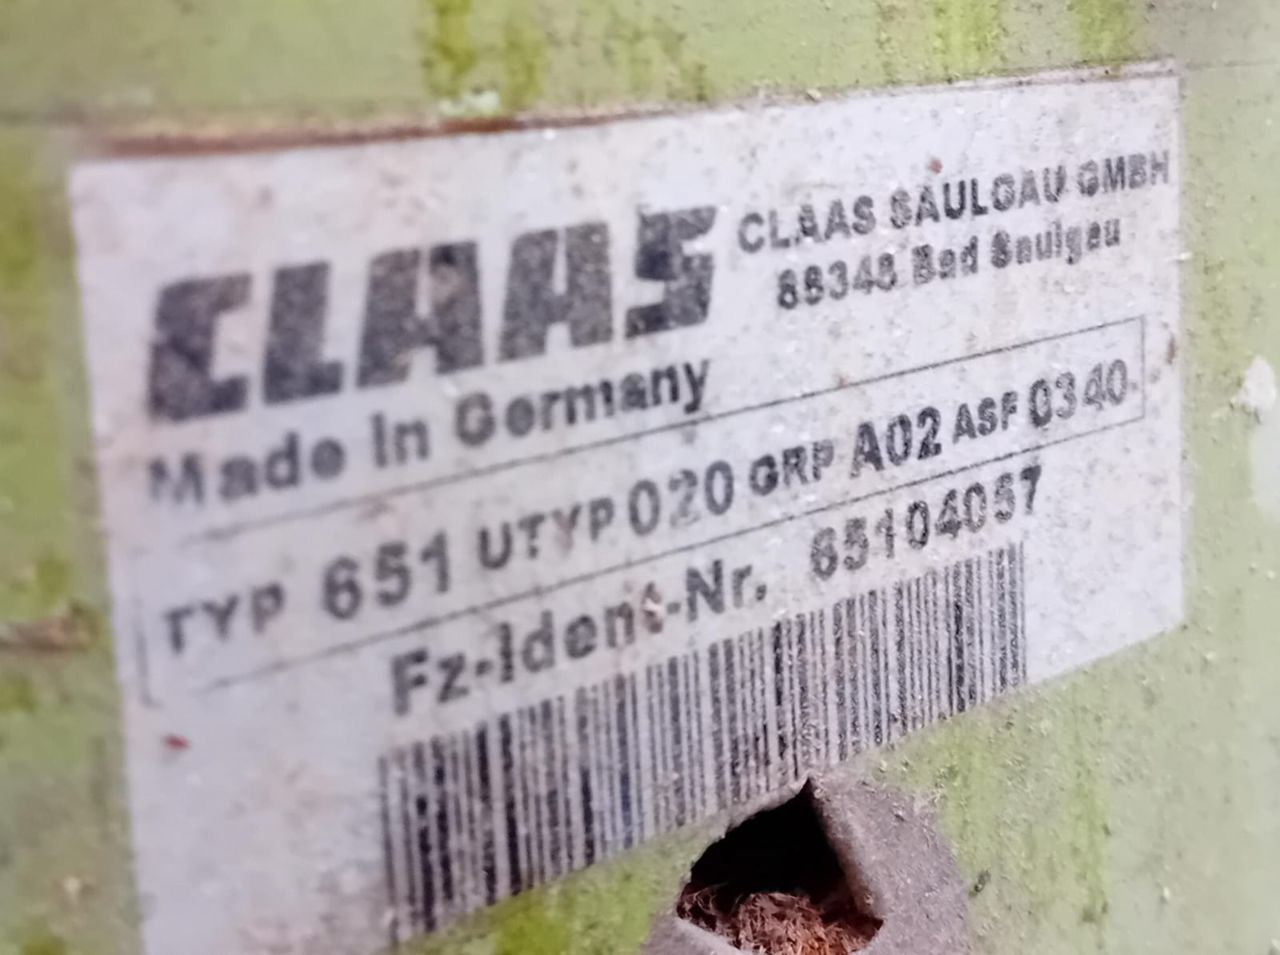 CLAAS
CLAAS SAULGAU GMBH
88348 Bad Saulgau
Made in Germany
TYP 651 UTYP 020 GRP A02 ASF 0340
Fz-Ident-Nr. 65104057